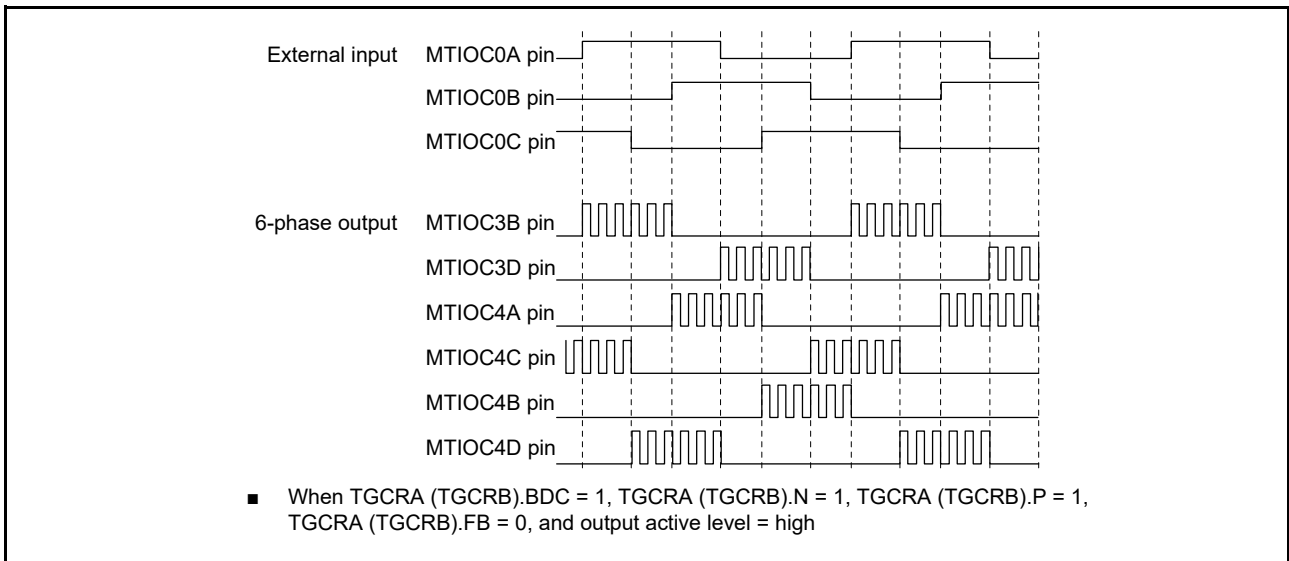 External input MTIOC0A pin
MTIOC0B pin
MTIOC0C pin
6-phase output MTIOC3B pin
MTIOC3D pin
MTIOC4A pin
MTIOC4C pin
MTIOC4B pin
MTIOC4D pin
■ When TGCRA (TGCRB).BDC = 1, TGCRA (TGCRB).N = 1, TGCRA (TGCRB).P = 1,
TGCRA (TGCRB).FB = 0, and output active level = high